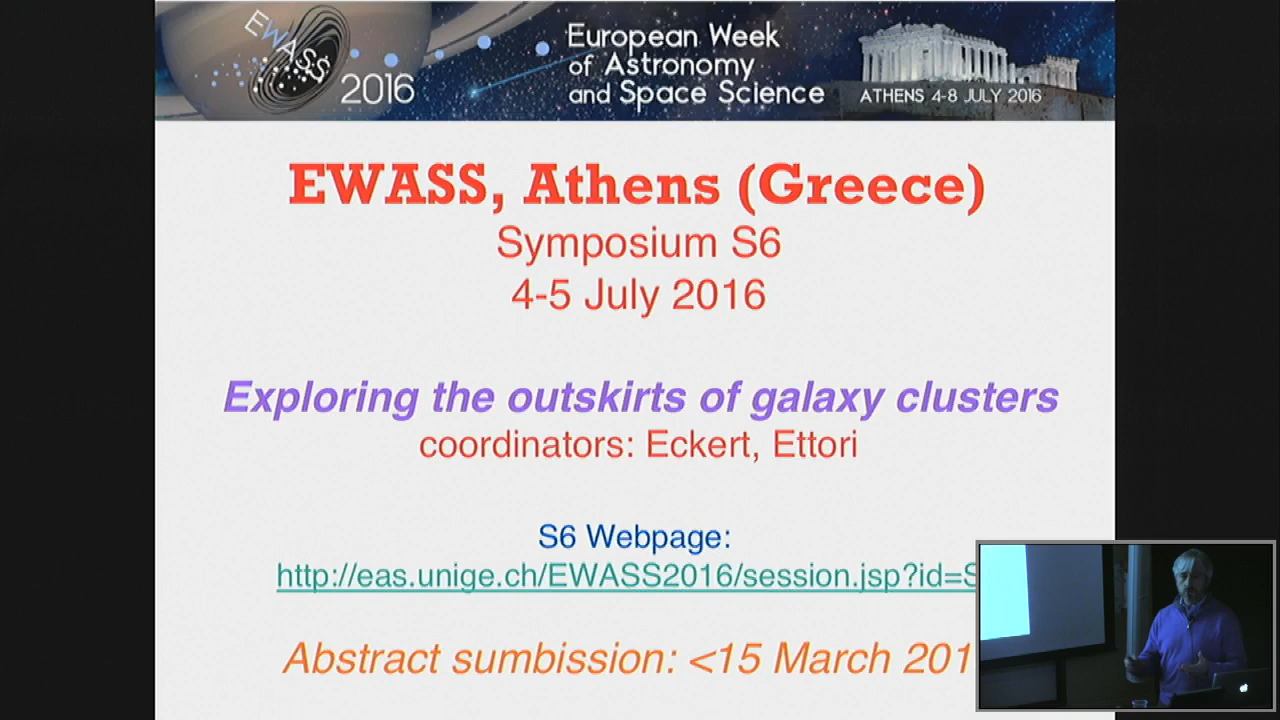 EWASS
2016
European Week
of Astronomy
and Space Science
ATHENS 4-8 JULY 2016
EWASS, Athens (Greece)
Symposium S6
4-5 July 2016
Exploring the outskirts of galaxy clusters
coordinators: Eckert, Ettori
S6 Webpage:
http://eas.unige.ch/EWASS2016/session.jsp?id=S
Abstract sumbission: <15 March 201